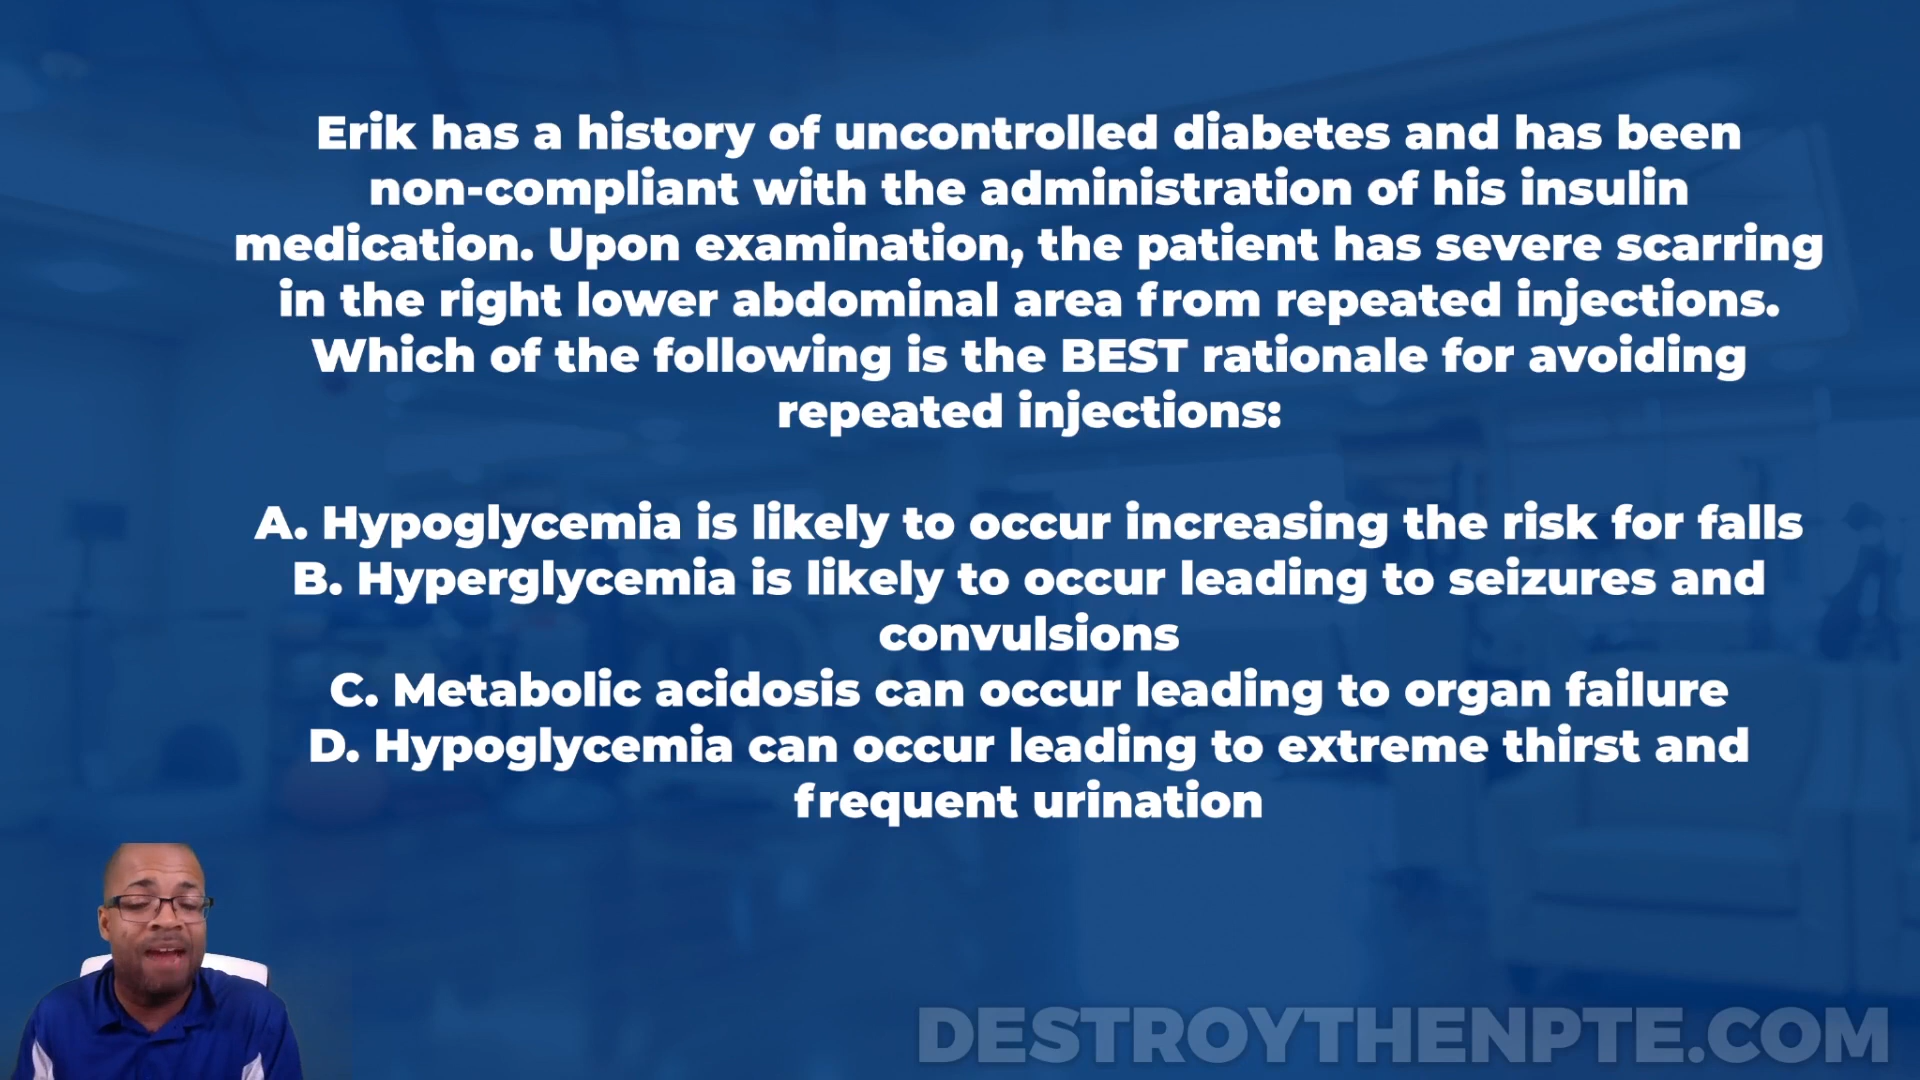 Erik has a history of uncontrolled diabetes and has been
non-compliant with the administration of his insulin
medication. Upon examination, the patient has severe scarring
in the right lower abdominal area from repeated injections.
Which of the following is the BEST rationale for avoiding
repeated injections:
A. Hypoglycemia is likely to occur increasing the risk for falls
B. Hyperglycemia is likely to occur leading to seizures and
convulsions
C. Metabolic acidosis can occur leading to organ failure
D. Hypoglycemia can occur leading to extreme thirst and
frequent urination
DESTROYTHENPTE.COM